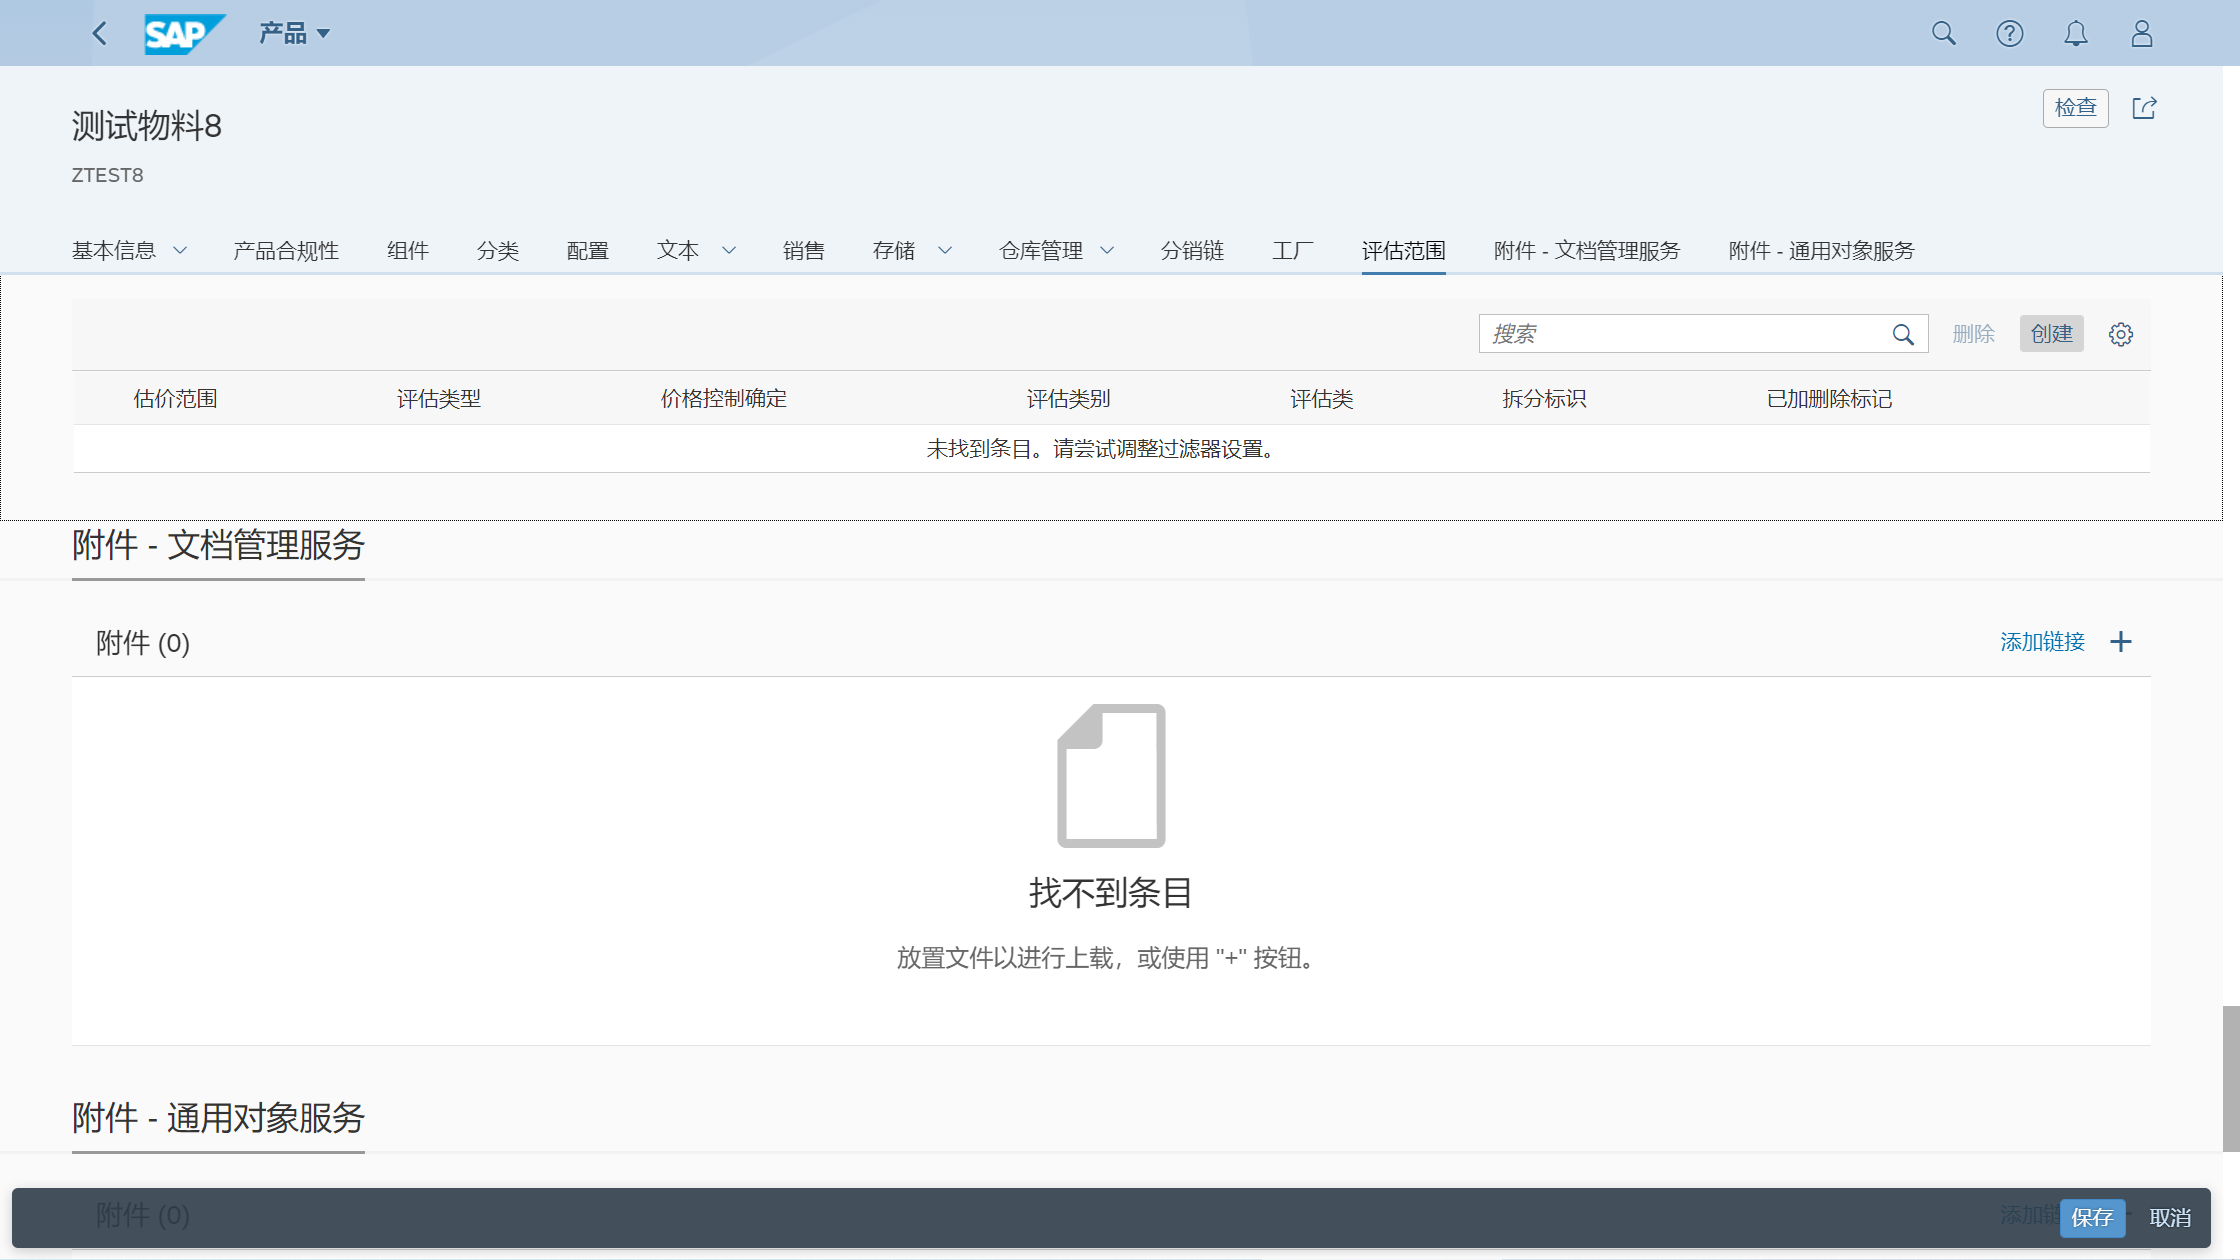 SAP 产品
检查
测试物料8
ZTEST8
基本信息 产品合规性 组件 分类 配置 文本 销售 存储 仓库管理 分销链 工厂 评估范围 附件 - 文档管理服务 附件 - 通用对象服务
搜索 删除 创建
估价范围 评估类型 价格控制确定 评估类别 评估类 拆分标识 已加删除标记
未找到条目。请尝试调整过滤器设置。
附件 - 文档管理服务
附件 (0) 添加链接
找不到条目
放置文件以进行上载，或使用 "+" 按钮。
附件 - 通用对象服务
附件 (0) 添加链 保存 取消